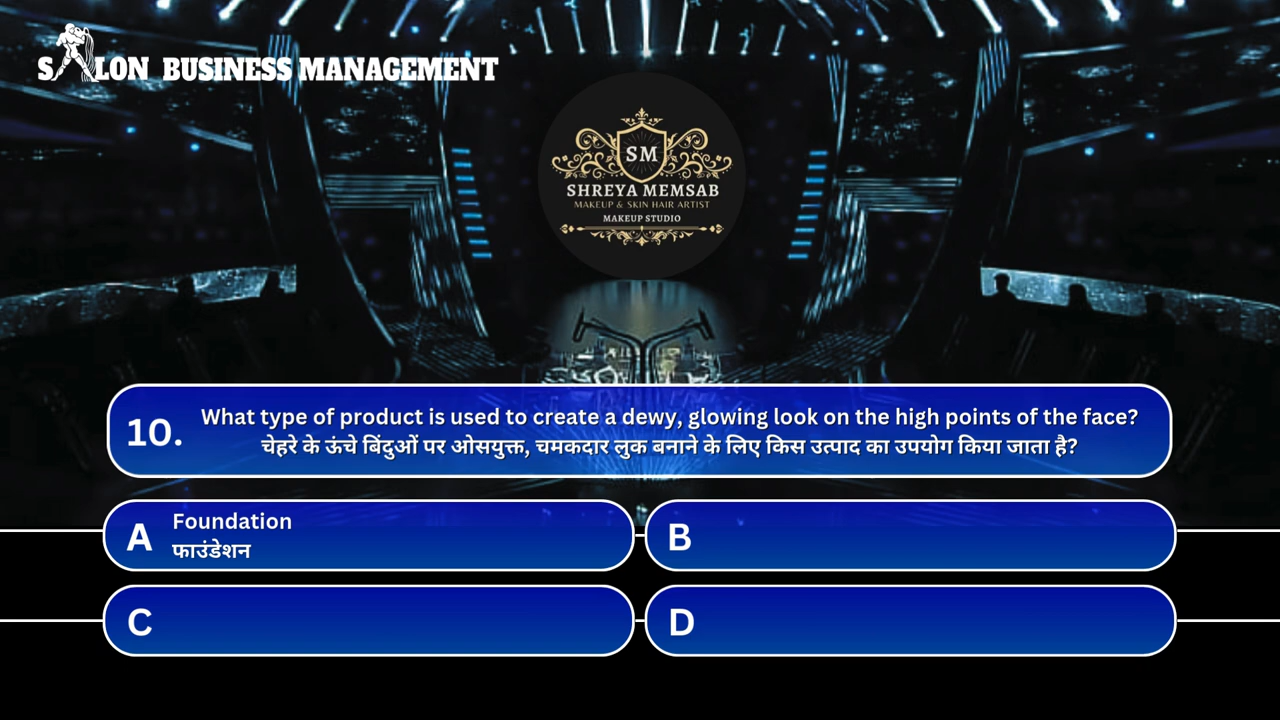 SALON BUSINESS MANAGEMENT
SM
SHREYA MEMSAB
MAKEUP & SKIN HAIR ARTIST
MAKEUP STUDIO
10. What type of product is used to create a dewy, glowing look on the high points of the face?
चेहरे के ऊंचे बिंदुओं पर ओसयुक्त, चमकदार लुक बनाने के लिए किस उत्पाद का उपयोग किया जाता है?
A Foundation
फाउंडेशन
B
C
D